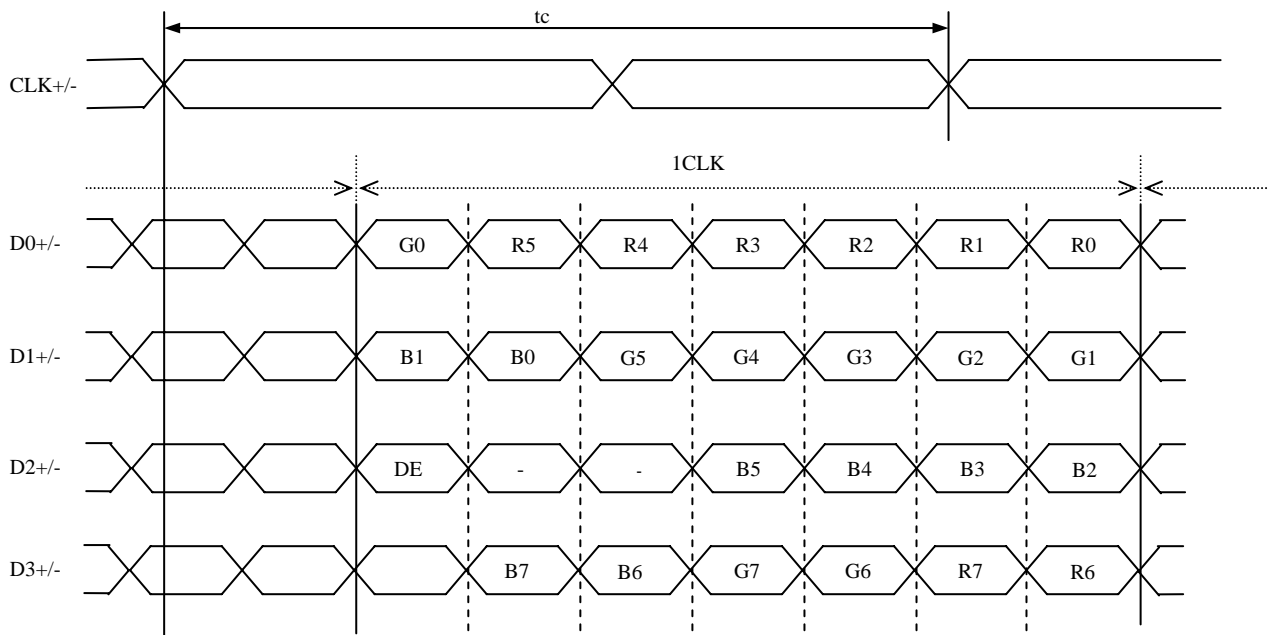 tc
CLK+/-
1CLK
D0+/- G0 R5 R4 R3 R2 R1 R0
D1+/- B1 B0 G5 G4 G3 G2 G1
D2+/- DE - - B5 B4 B3 B2
D3+/- B7 B6 G7 G6 R7 R6